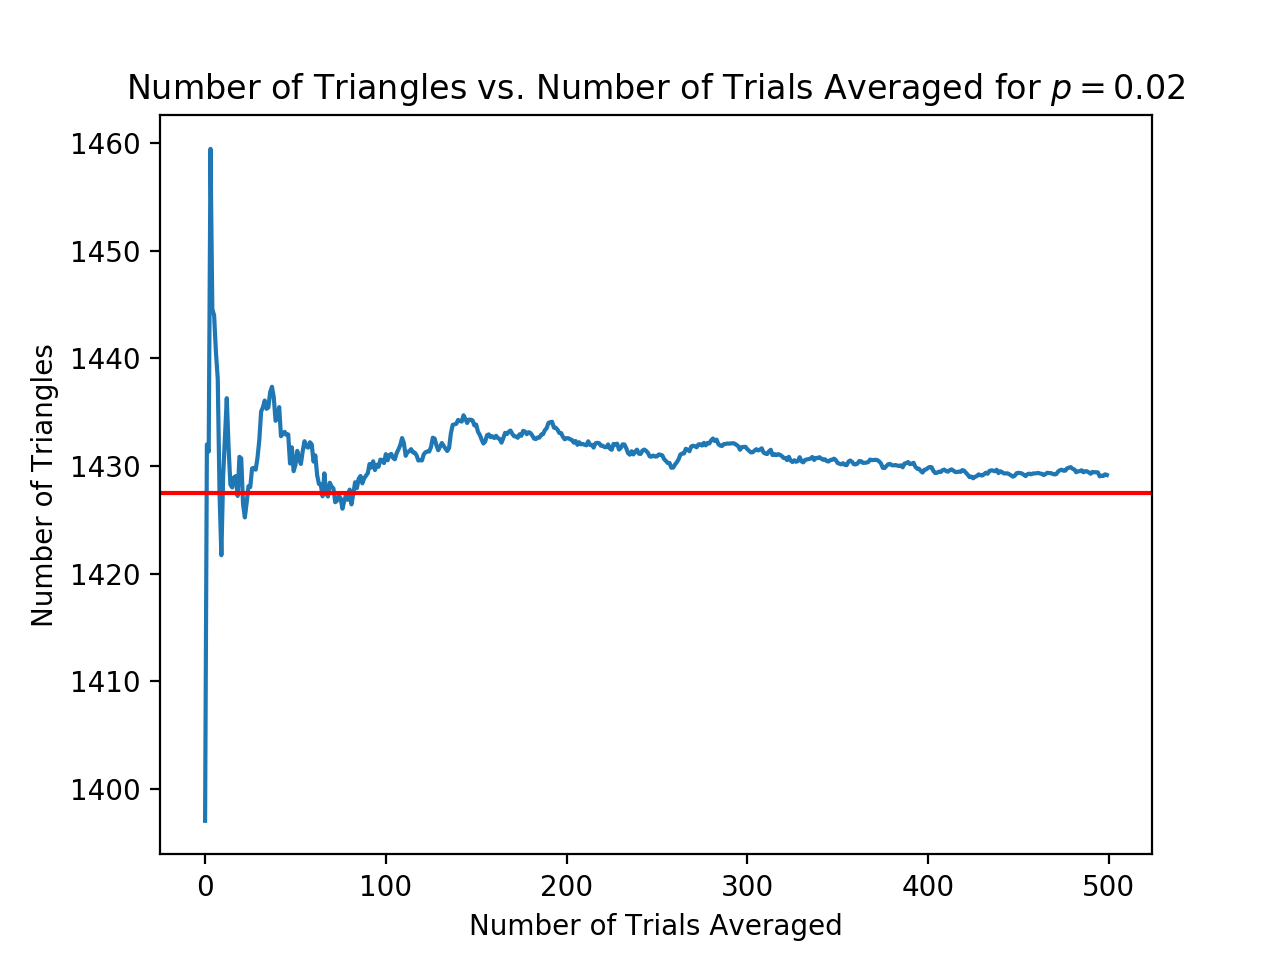 Number of Triangles vs. Number of Trials Averaged for p = 0.02
1460
1450
1440
1430
1420
1410
1400
Number of Triangles
0 100 200 300 400 500
Number of Trials Averaged